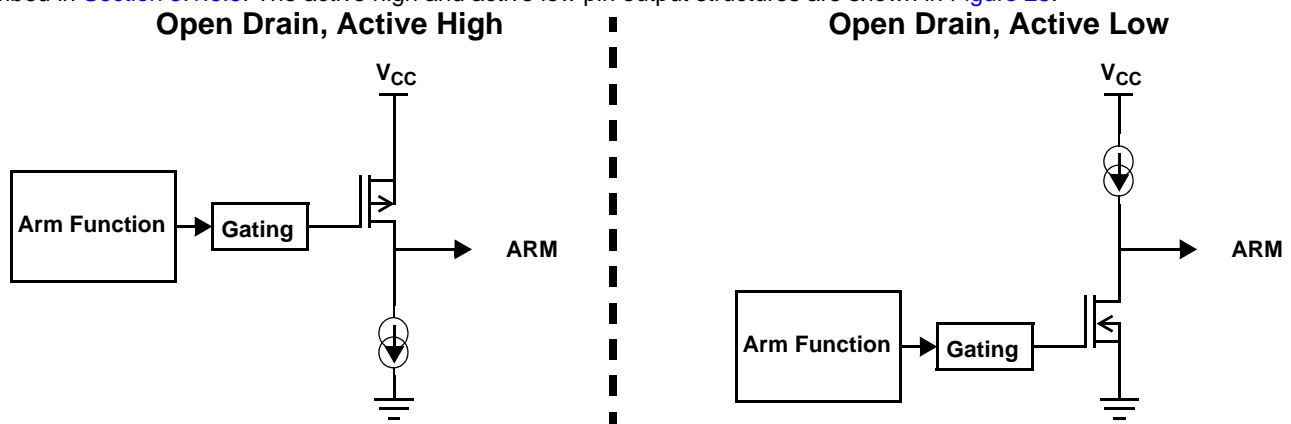 Open Drain, Active High
VCC
Arm Function
Gating
ARM
Open Drain, Active Low
VCC
Arm Function
Gating
ARM